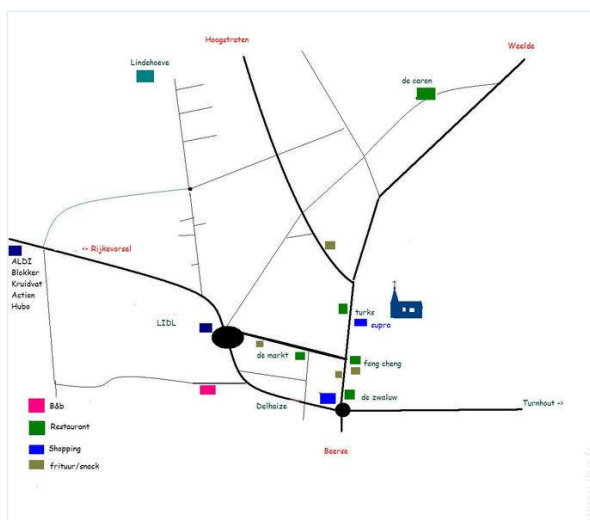 Hoogstraten
Weelde
Lindehoeve
de caron
<- Rijkevorsel
ALDI
Blokker
Kruidvat
Action
Hubo
turks
supra
LIDL
de markt
fong cheng
de zwaluw
Delhaize
Turnhout ->
B&b
Restaurant
Shopping
frituur/snack
Beerse